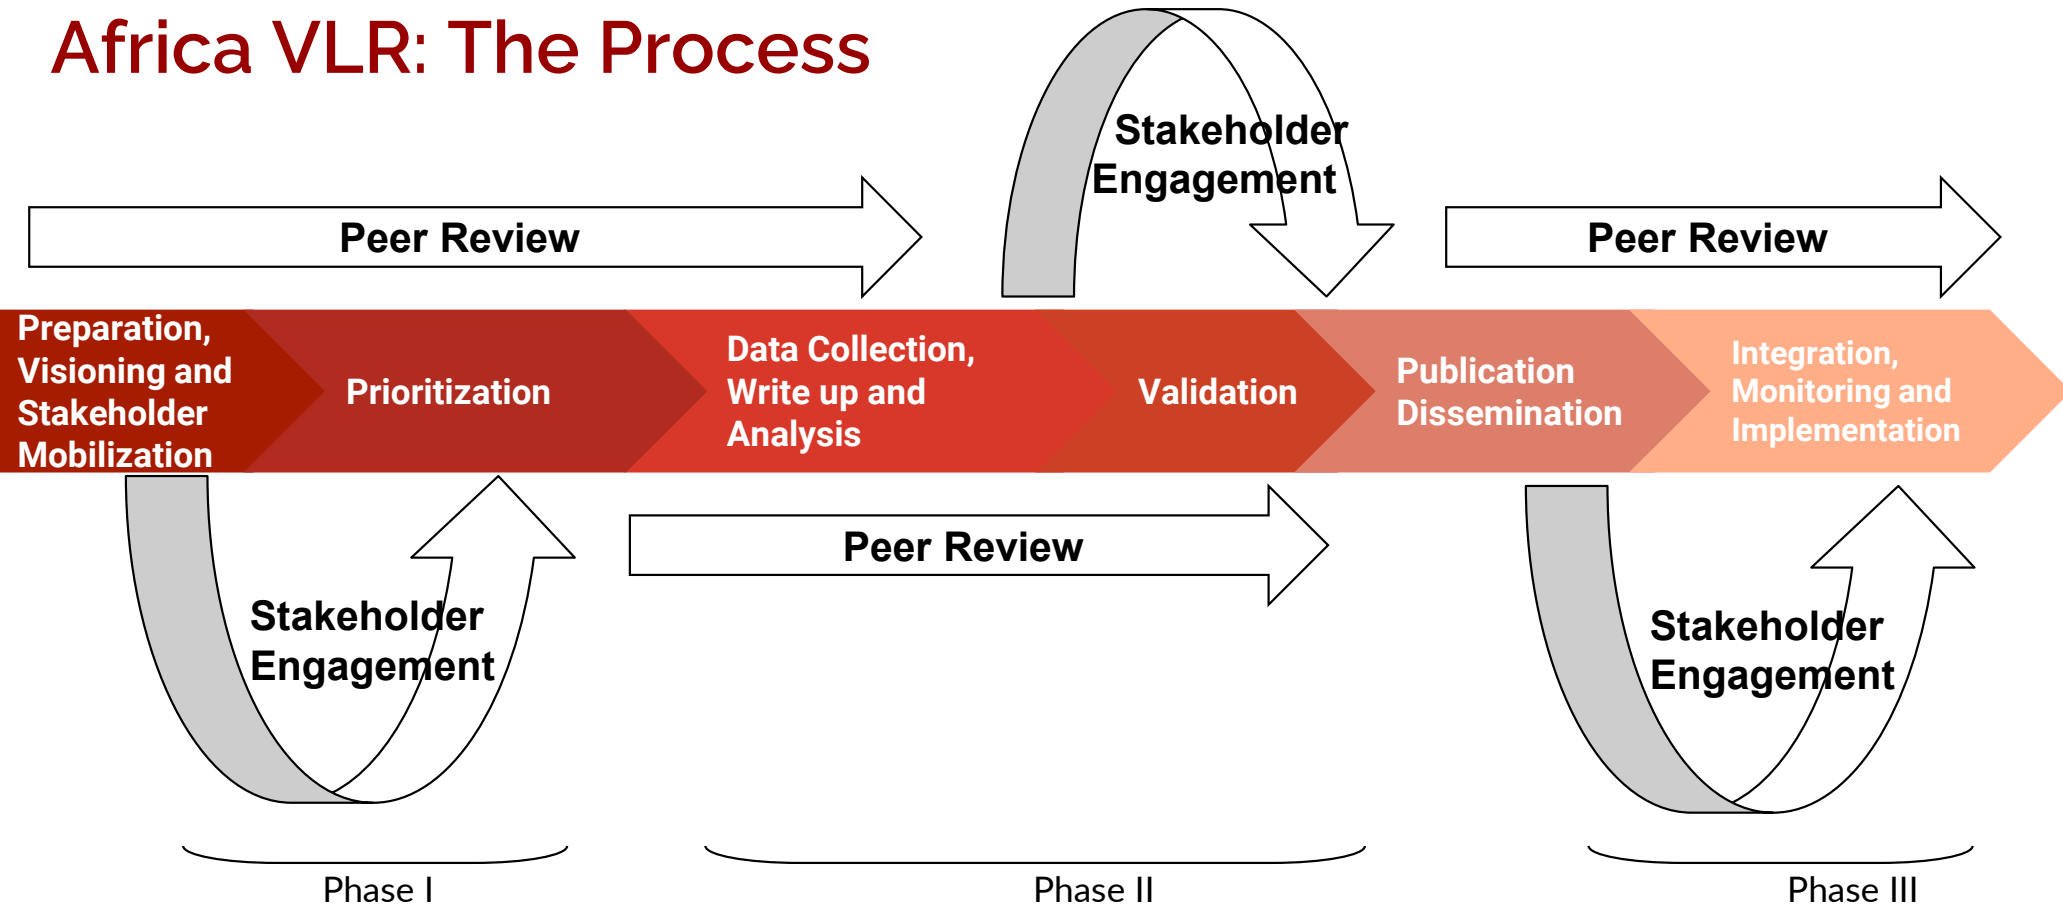 Africa VLR: The Process
Stakeholder
Engagement
Peer Review
Peer Review
Preparation,
Visioning and
Stakeholder
Mobilization
Prioritization
Data Collection,
Write up and
Analysis
Validation
Publication
Dissemination
Integration,
Monitoring and
Implementation
Peer Review
Stakeholder
Engagement
Stakeholder
Engagement
Phase I
Phase II
Phase III